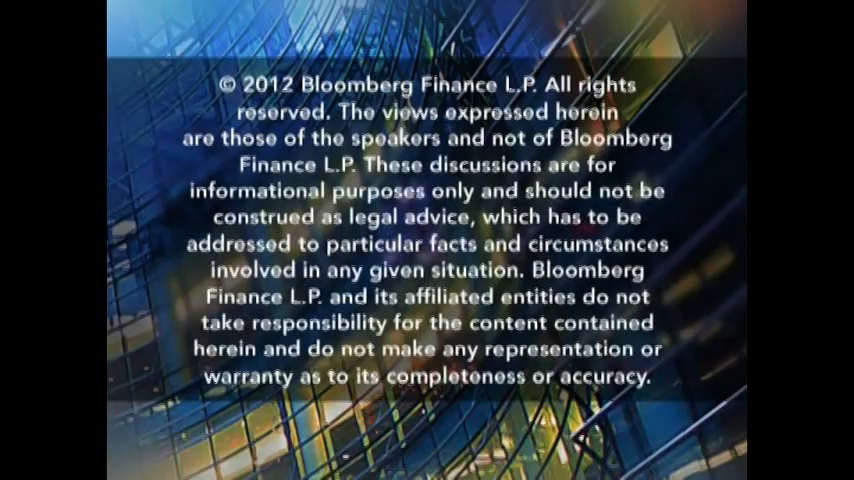 © 2012 Bloomberg Finance L.P. All rights
reserved. The views expressed herein
are those of the speakers and not of Bloomberg
Finance L.P. These discussions are for
informational purposes only and should not be
construed as legal advice, which has to be
addressed to particular facts and circumstances
involved in any given situation. Bloomberg
Finance L.P. and its affiliated entities do not
take responsibility for the content contained
herein and do not make any representation or
warranty as to its completeness or accuracy.